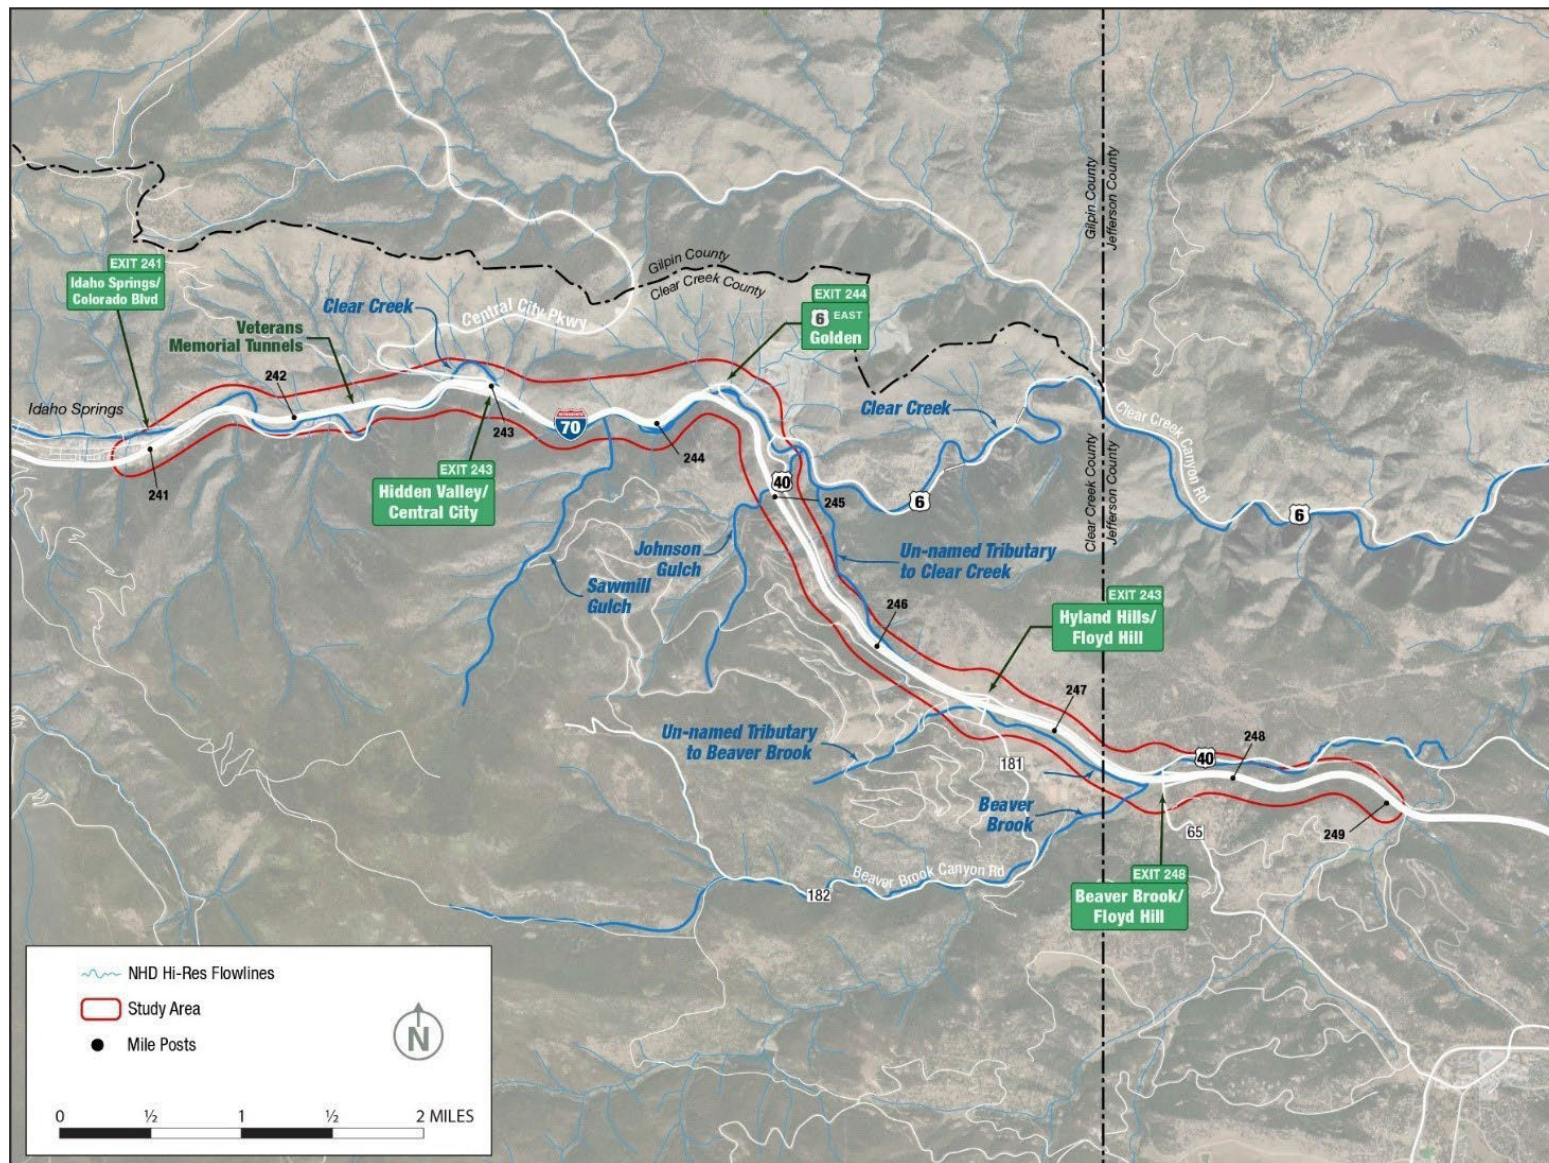 Gilpin County
Jefferson County
EXIT 241
Idaho Springs/
Colorado Blvd
Gilpin County
Clear Creek County
EXIT 244
6 EAST
Golden
Clear Creek
Central City Pkwy
Veterans
Memorial Tunnels
242
Idaho Springs
241
243
70
244
EXIT 243
Hidden Valley/
Central City
Clear Creek
Clear Creek Canyon Rd
40
245
6
6
Clear Creek County
Jefferson County
Johnson
Gulch
Sawmill
Gulch
Un-named Tributary
to Clear Creek
246
EXIT 243
Hyland Hills/
Floyd Hill
247
Un-named Tributary
to Beaver Brook
181
40
248
Beaver
Brook
65
249
Beaver Brook Canyon Rd
182
EXIT 248
Beaver Brook/
Floyd Hill
NHD Hi-Res Flowlines
Study Area
Mile Posts
N
0 ½ 1 ½ 2 MILES